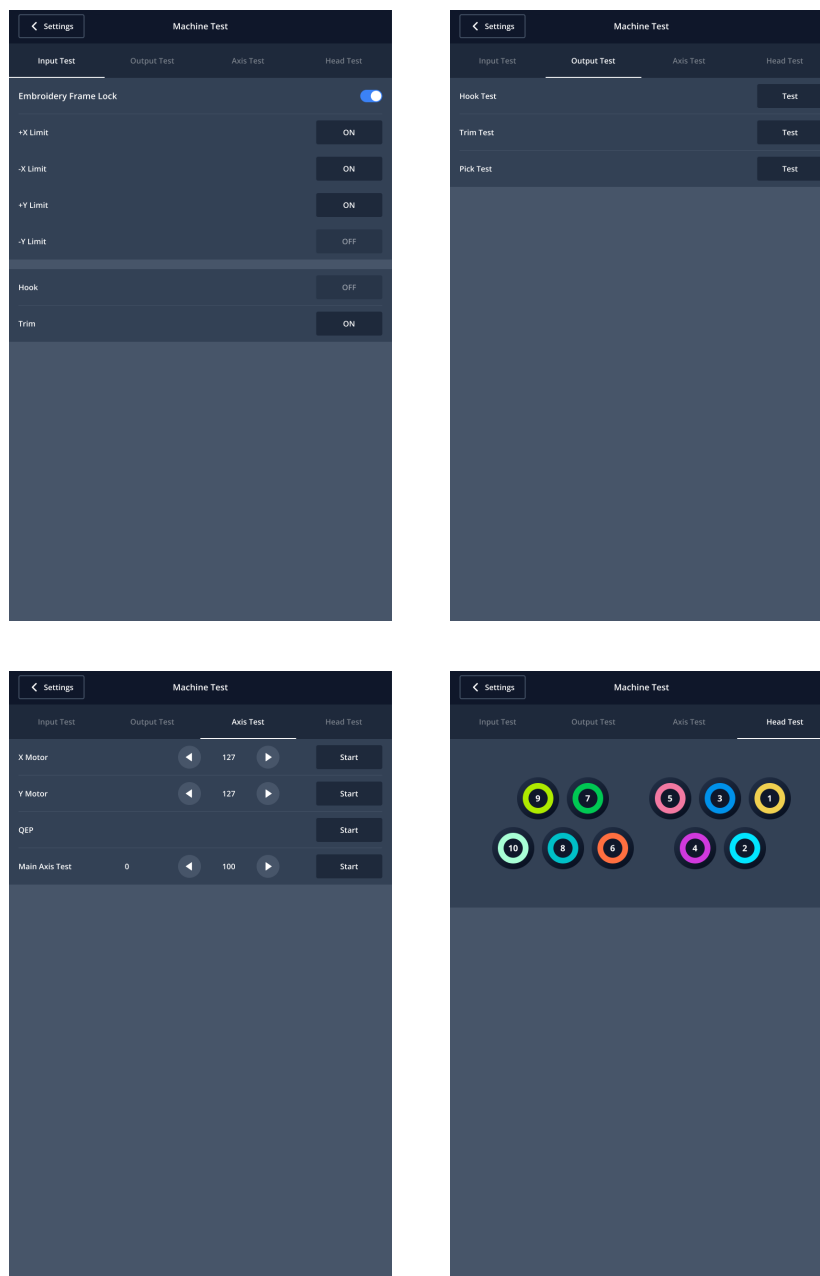 Settings
Machine Test
Input Test Output Test Axis Test Head Test
Embroidery Frame Lock
+X Limit ON
-X Limit ON
+Y Limit ON
-Y Limit OFF
Hook OFF
Trim ON
Settings
Machine Test
Input Test Output Test Axis Test Head Test
Hook Test Test
Trim Test Test
Pick Test Test
Settings
Machine Test
Input Test Output Test Axis Test Head Test
X Motor 127 Start
Y Motor 127 Start
QEP Start
Main Axis Test 0 100 Start
Settings
Machine Test
Input Test Output Test Axis Test Head Test
9 7 5 3 1
10 8 6 4 2